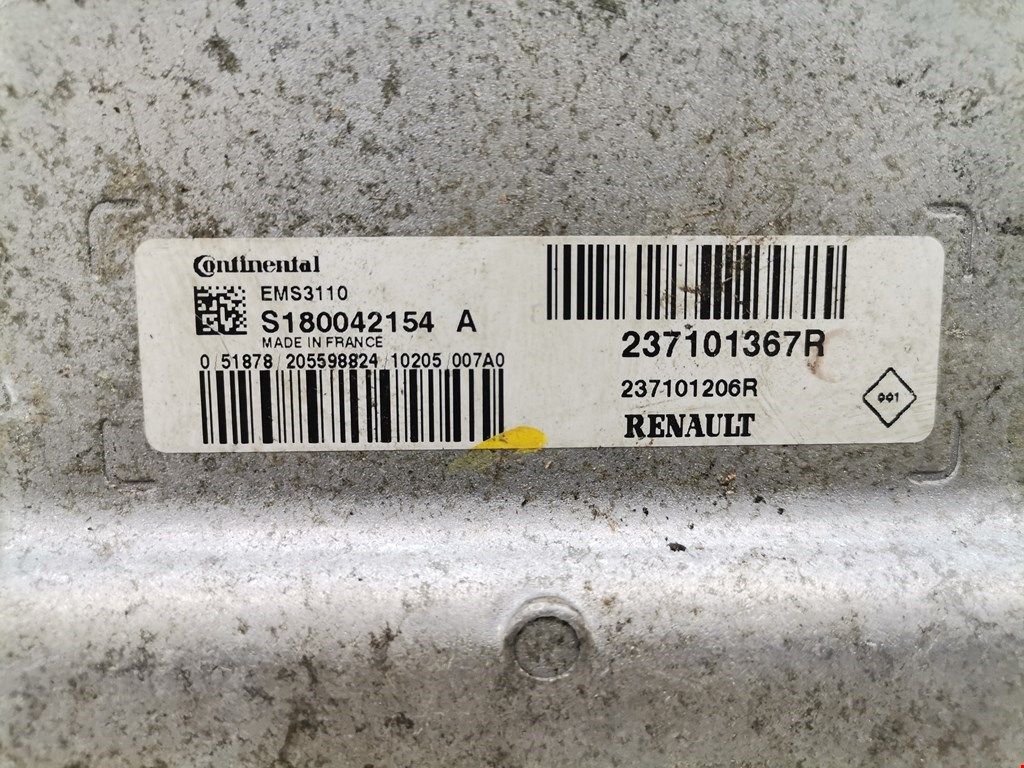 Continental
EMS3110
S180042154 A
MADE IN FRANCE
0 51878 205598824 10205 007A0
237101367R
237101206R
RENAULT
001